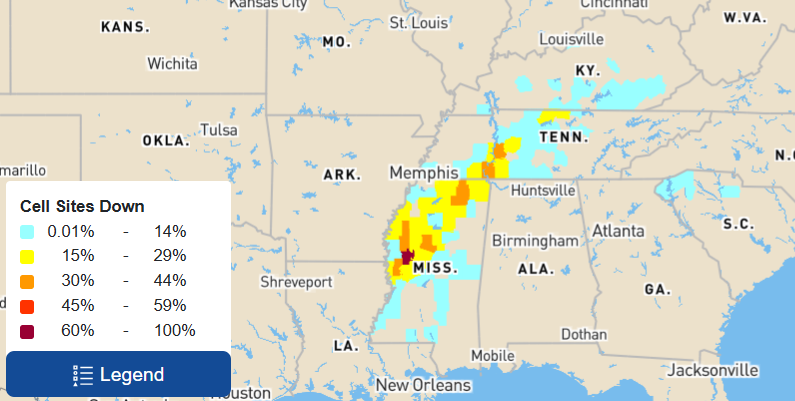 Kansas City
Cincinnati
KANS.
St. Louis
W.VA.
MO.
Louisville
Wichita
KY.
Tulsa
OKLA.
TENN.
N.C
marillo
ARK.
Memphis
Huntsville
Cell Sites Down
0.01% - 14%
15% - 29%
30% - 44%
45% - 59%
60% - 100%
Legend
S.C.
Atlanta
Birmingham
MISS.
ALA.
Shreveport
GA.
Dothan
LA.
Mobile
Jacksonville
New Orleans
Houston